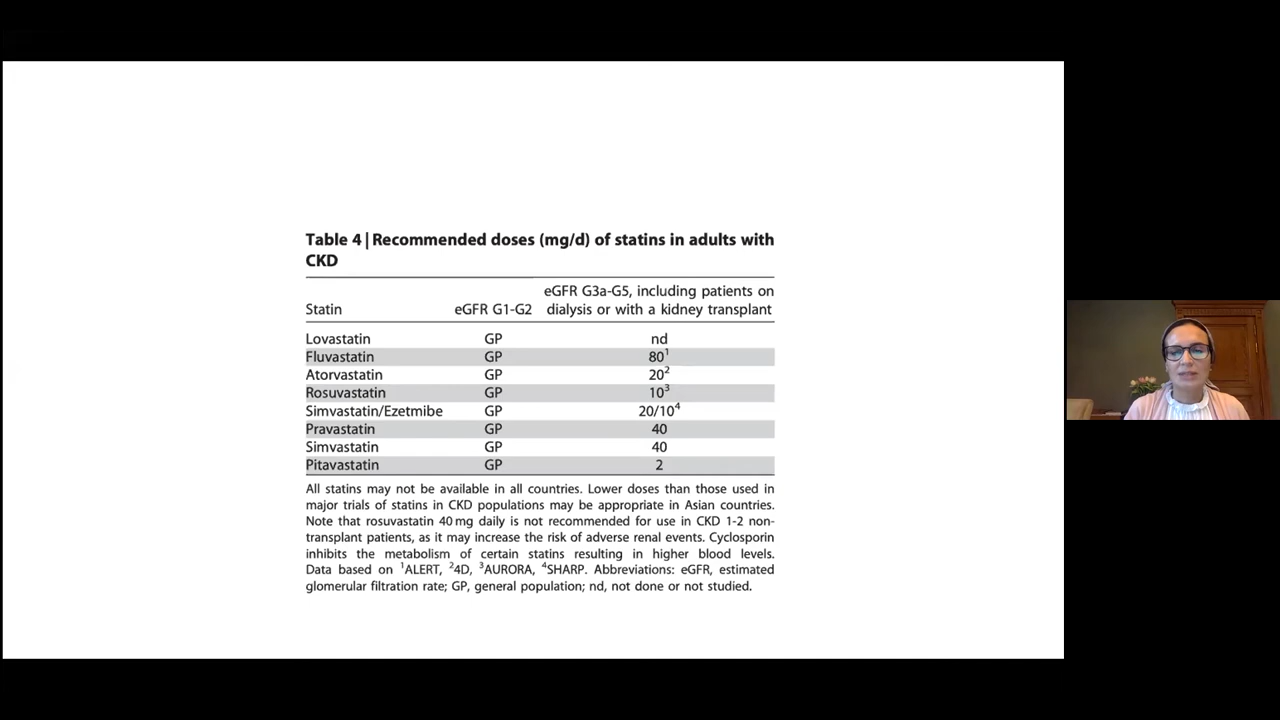 Table 4 | Recommended doses (mg/d) of statins in adults with
CKD
eGFR G3a-G5, including patients on
Statin eGFR G1-G2 dialysis or with a kidney transplant
Lovastatin GP nd
Fluvastatin GP 80¹
Atorvastatin GP 20²
Rosuvastatin GP 10³
Simvastatin/Ezetmibe GP 20/10⁴
Pravastatin GP 40
Simvastatin GP 40
Pitavastatin GP 2
All statins may not be available in all countries. Lower doses than those used in
major trials of statins in CKD populations may be appropriate in Asian countries.
Note that rosuvastatin 40 mg daily is not recommended for use in CKD 1-2 non-
transplant patients, as it may increase the risk of adverse renal events. Cyclosporin
inhibits the metabolism of certain statins resulting in higher blood levels.
Data based on ¹ALERT, ²4D, ³AURORA, ⁴SHARP. Abbreviations: eGFR, estimated
glomerular filtration rate; GP, general population; nd, not done or not studied.